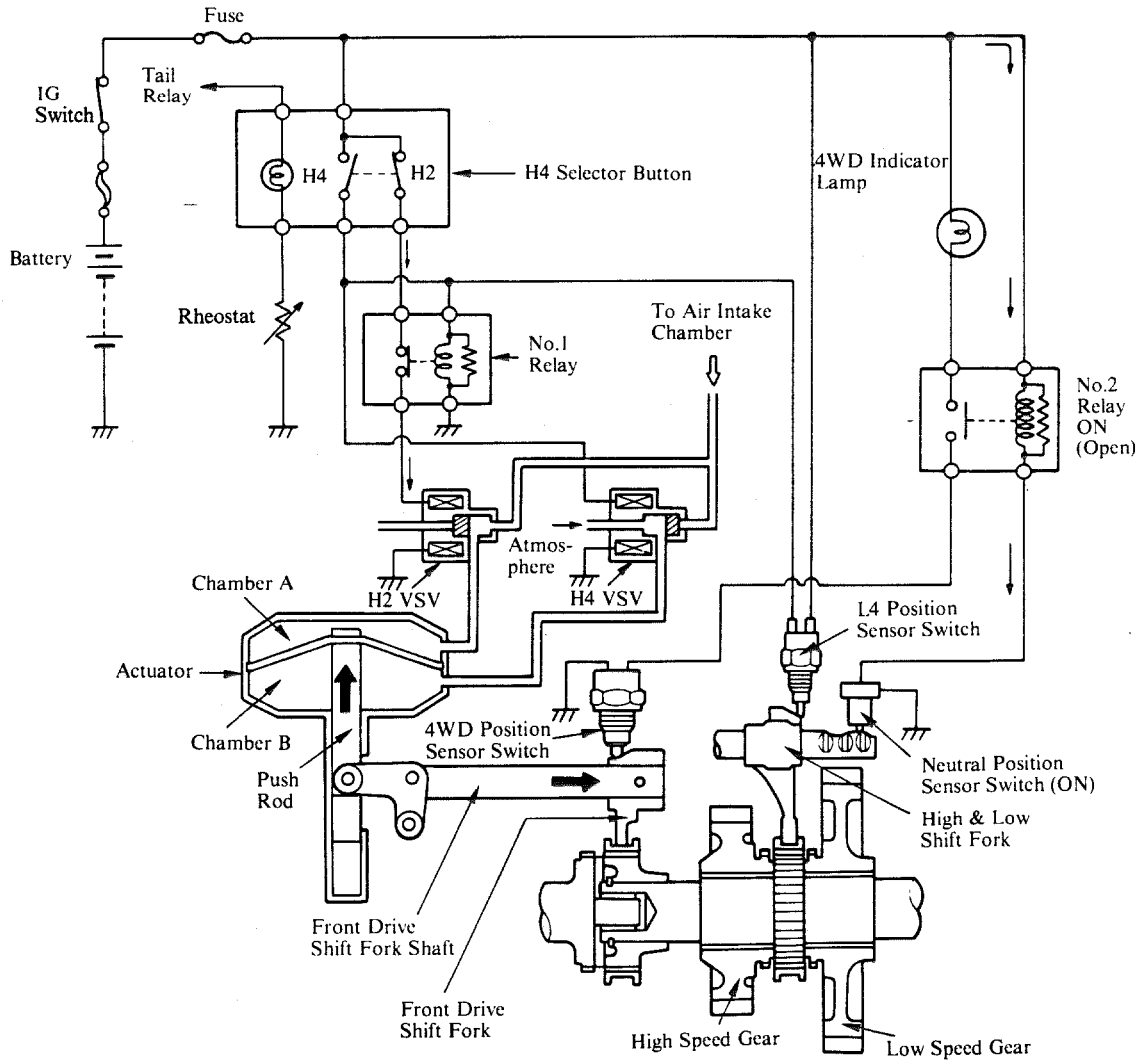 Fuse
Tail
Relay
IG
Switch
H4
H2
H4 Selector Button
4WD Indicator
Lamp
Battery
Rheostat
To Air Intake
Chamber
No.1
Relay
No.2
Relay
ON
(Open)
Atmos-
phere
Chamber A
H2 VSV
H4 VSV
L4 Position
Sensor Switch
Actuator
4WD Position
Sensor Switch
Chamber B
Push
Rod
Neutral Position
Sensor Switch (ON)
High & Low
Shift Fork
Front Drive
Shift Fork Shaft
Front Drive
Shift Fork
High Speed Gear
Low Speed Gear